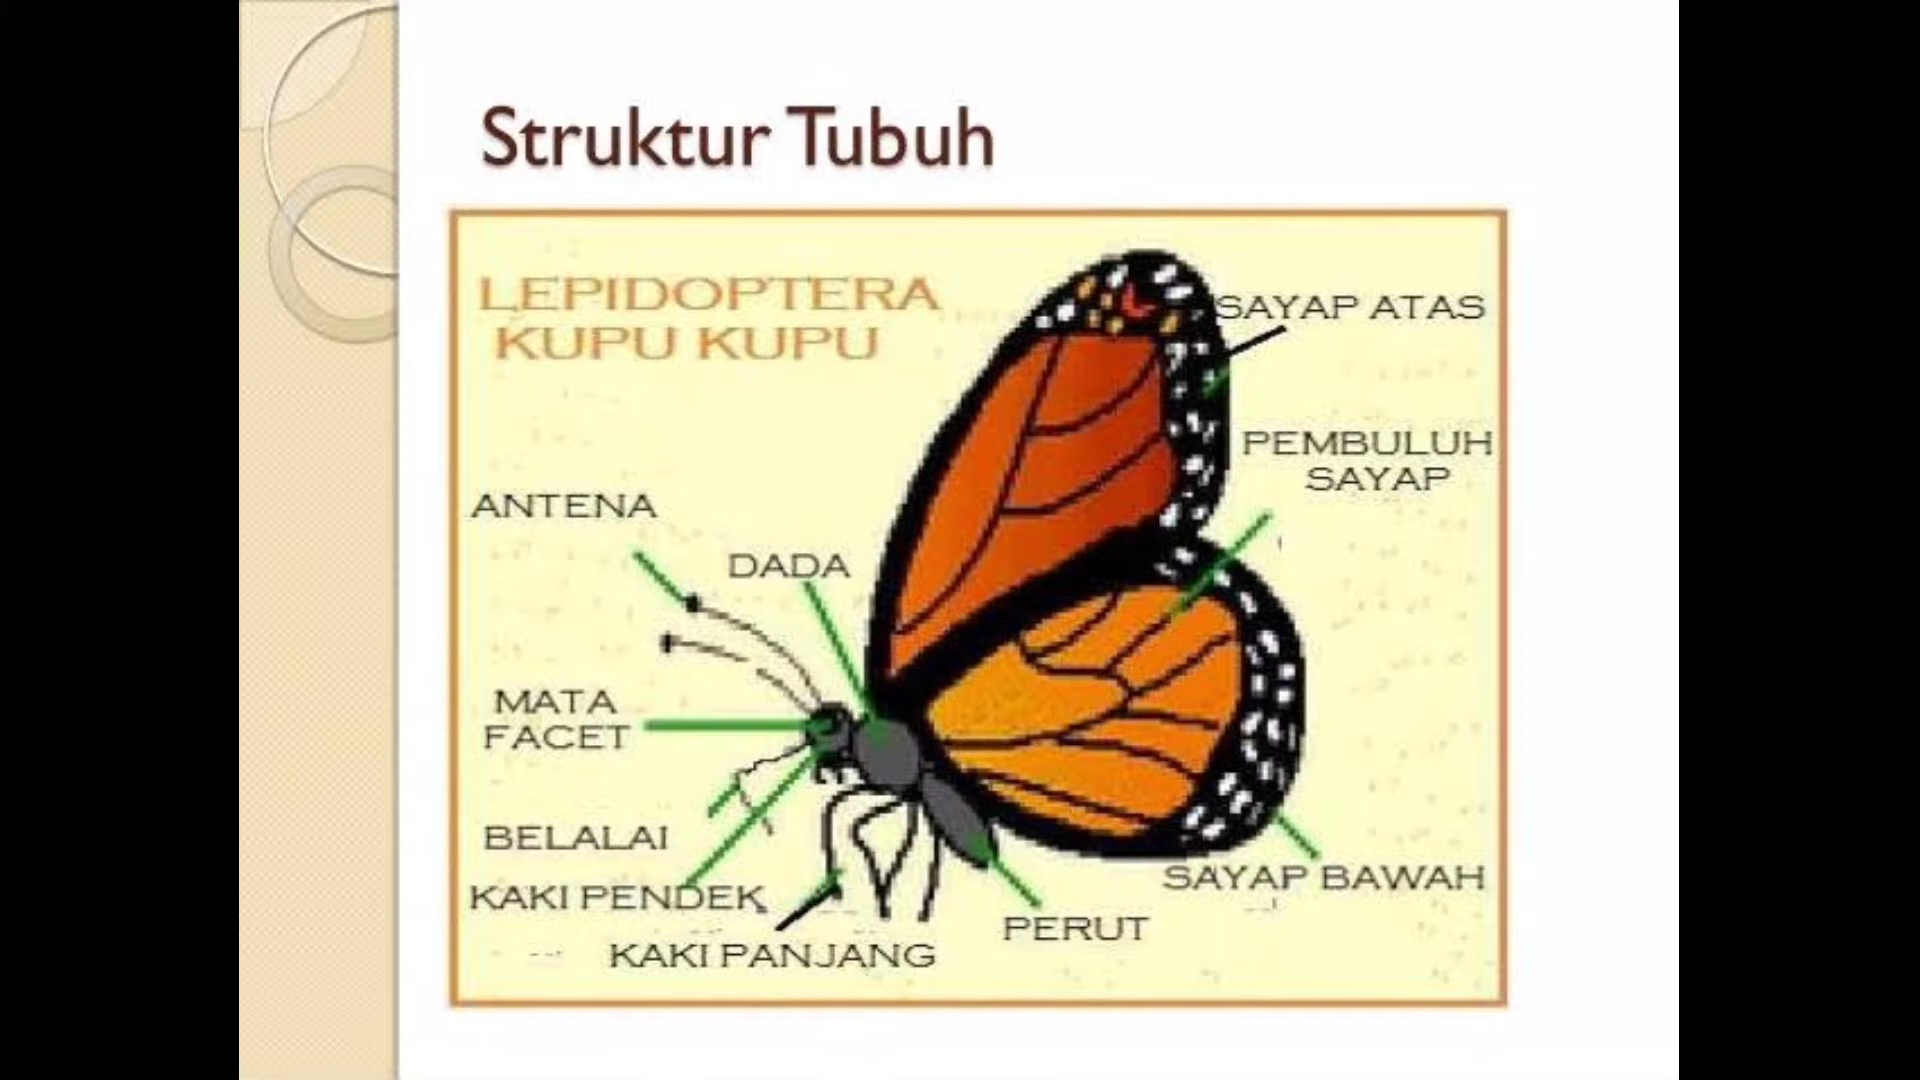 Struktur Tubuh
LEPIDOPTERA
KUPU KUPU
SAYAP ATAS
PEMBULUH
SAYAP
ANTENA
DADA
MATA
FACET
BELALAI
KAKI PENDEK
KAKI PANJANG
PERUT
SAYAP BAWAH